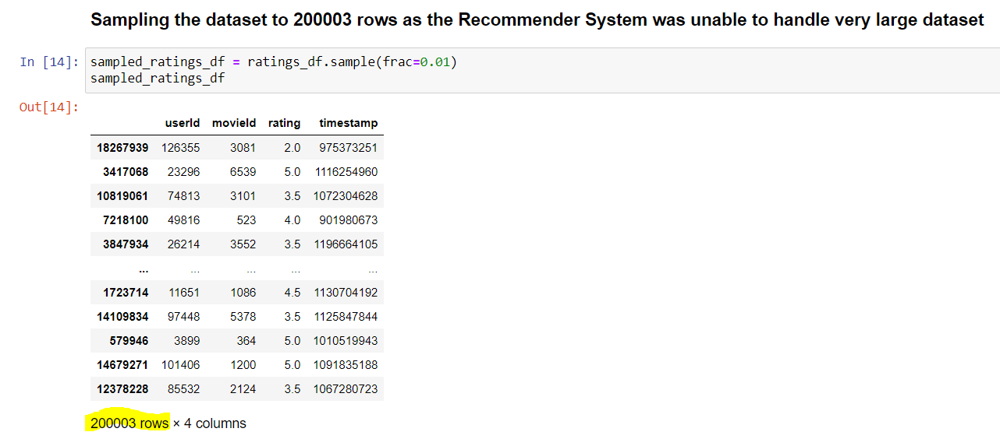 Sampling the dataset to 200003 rows as the Recommender System was unable to handle very large dataset
In [14]: sampled_ratings_df = ratings_df.sample(frac=0.01)
sampled_ratings_df
Out[14]:
userId movieId rating timestamp
18267939 126355 3081 2.0 975373251
3417068 23296 6539 5.0 1116254960
10819061 74813 3101 3.5 1072304628
7218100 49816 523 4.0 901980673
3847934 26214 3552 3.5 1196664105
... ... ... ... ...
1723714 11651 1086 4.5 1130704192
14109834 97448 5378 3.5 1125847844
579946 3899 364 5.0 1010519943
14679271 101406 1200 5.0 1091835188
12378228 85532 2124 3.5 1067280723
200003 rows × 4 columns